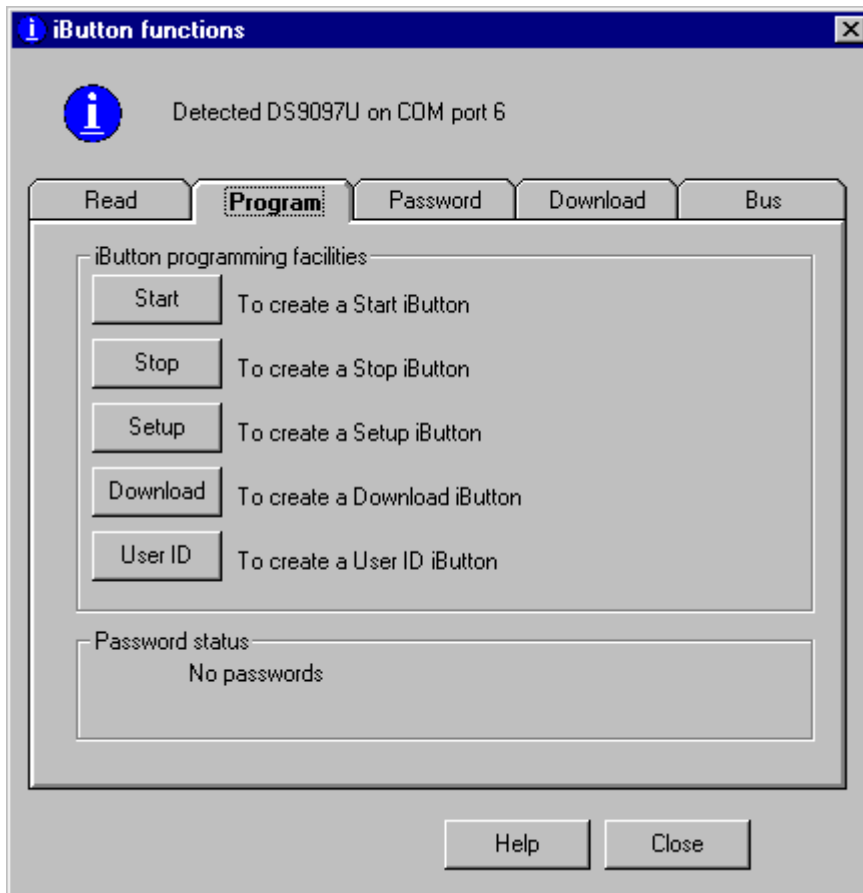 iButton functions
Detected DS9097U on COM port 6
Read Program Password Download Bus
iButton programming facilities
Start To create a Start iButton
Stop To create a Stop iButton
Setup To create a Setup iButton
Download To create a Download iButton
User ID To create a User ID iButton
Password status
No passwords
Help Close